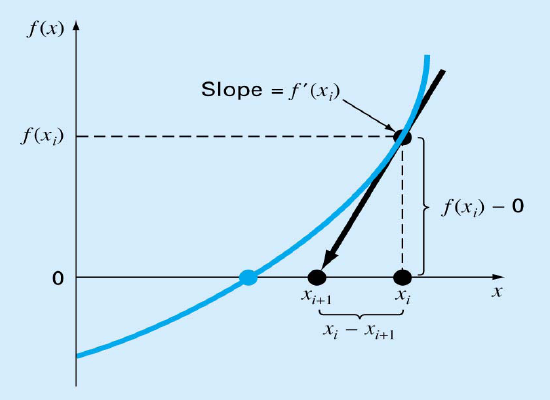 f(x)
Slope = f′(xᵢ)
f(xᵢ)
f(xᵢ) − 0
0
xᵢ₊₁
xᵢ
x
xᵢ − xᵢ₊₁